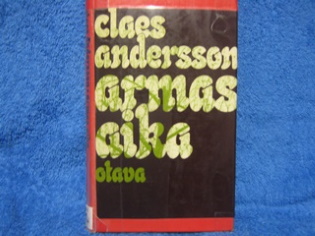 claes
andersson
armas
aika
otava